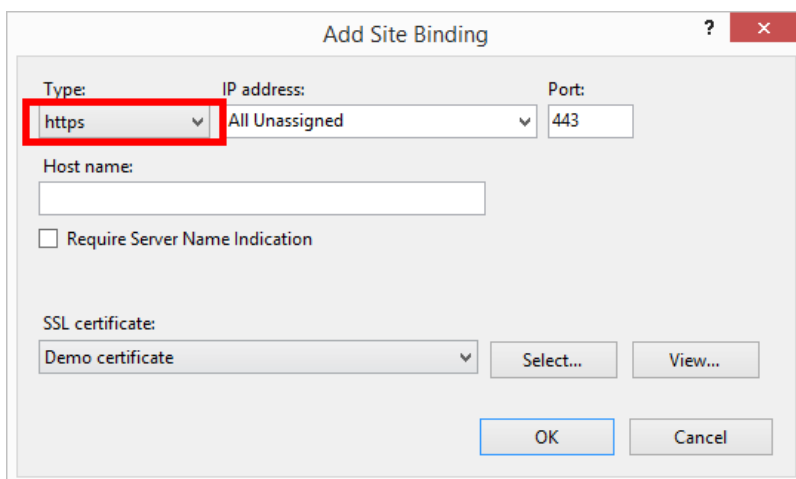 Add Site Binding
?
Type: IP address: Port:
https All Unassigned 443
Host name:
Require Server Name Indication
SSL certificate:
Demo certificate Select... View...
OK Cancel